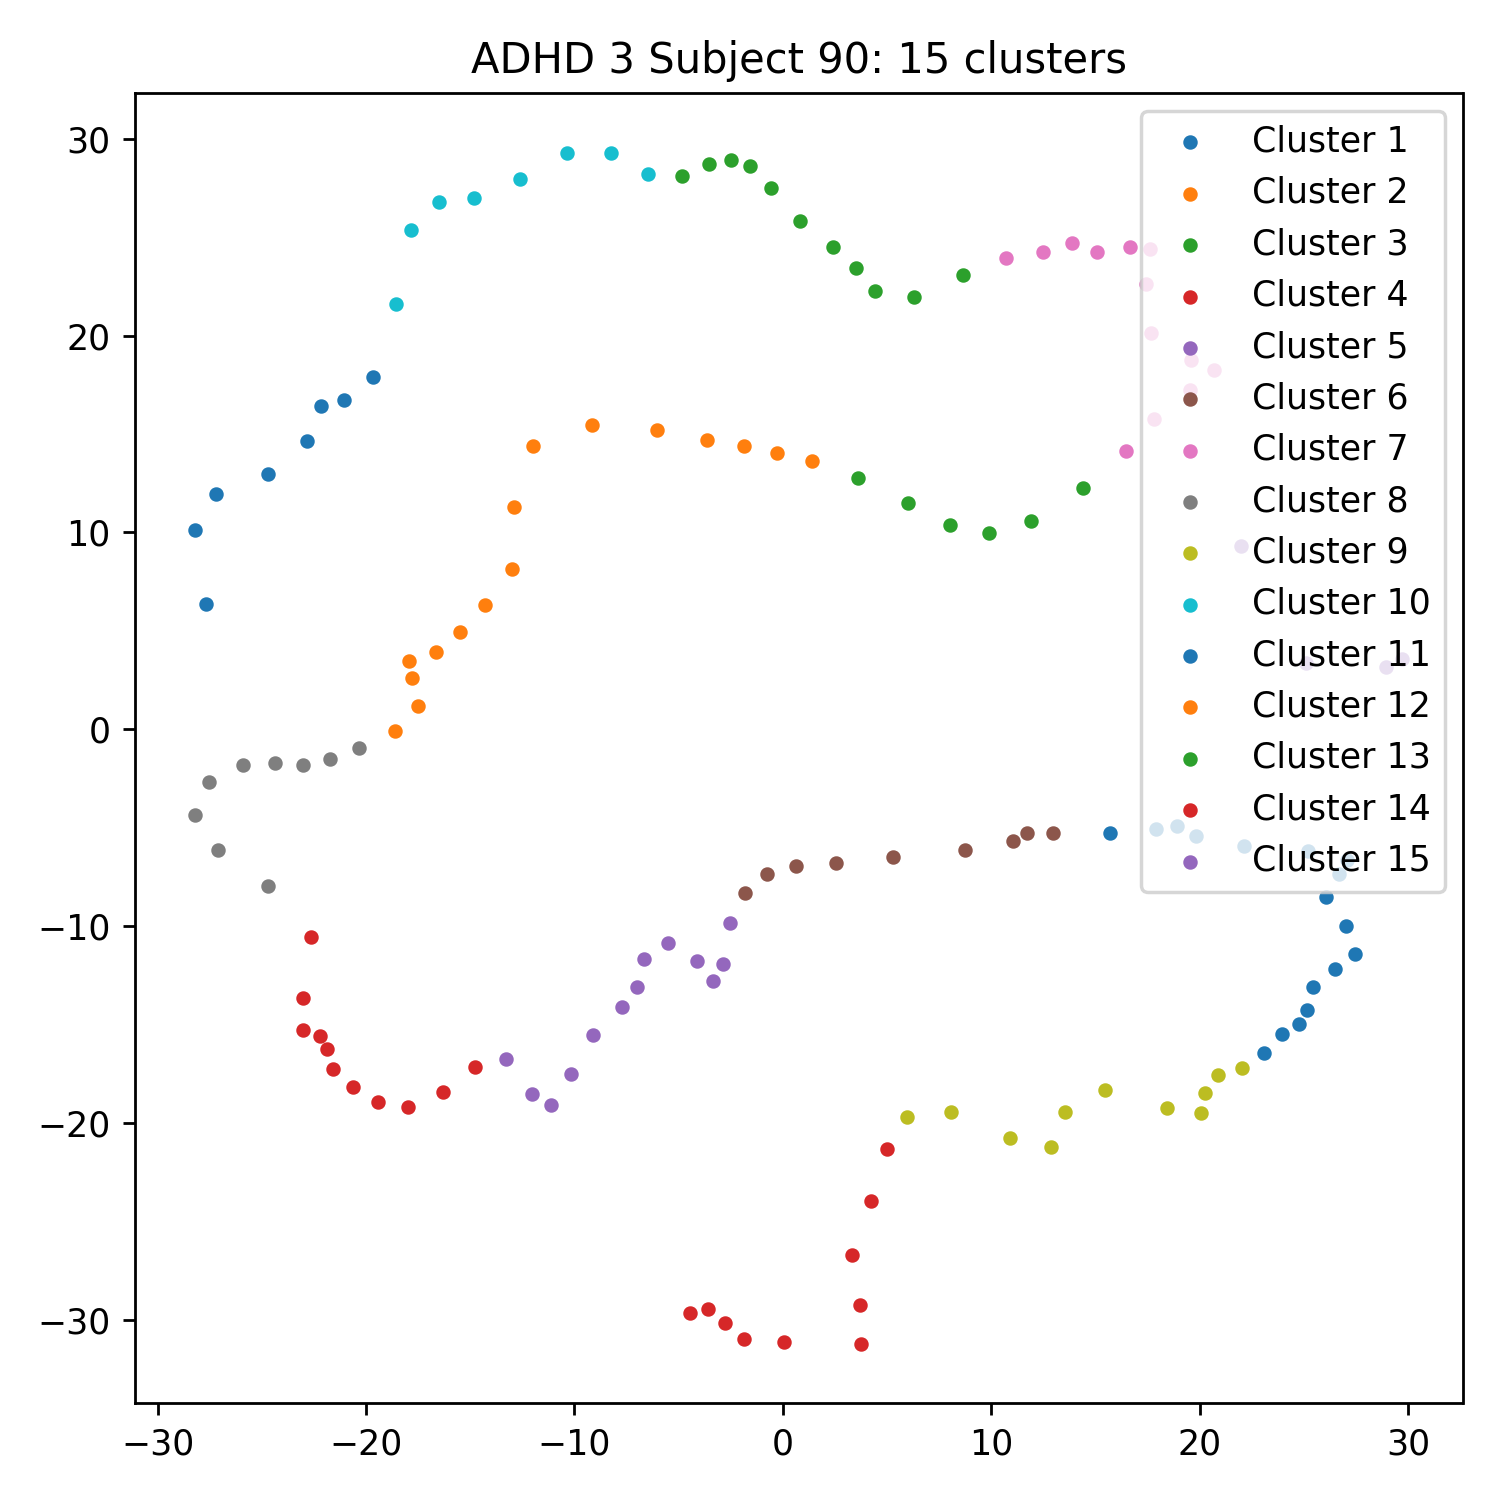 ADHD 3 Subject 90: 15 clusters
30
20
10
0
−10
−20
−30
−30
−20
−10
0
10
20
30
Cluster 1
Cluster 2
Cluster 3
Cluster 4
Cluster 5
Cluster 6
Cluster 7
Cluster 8
Cluster 9
Cluster 10
Cluster 11
Cluster 12
Cluster 13
Cluster 14
Cluster 15